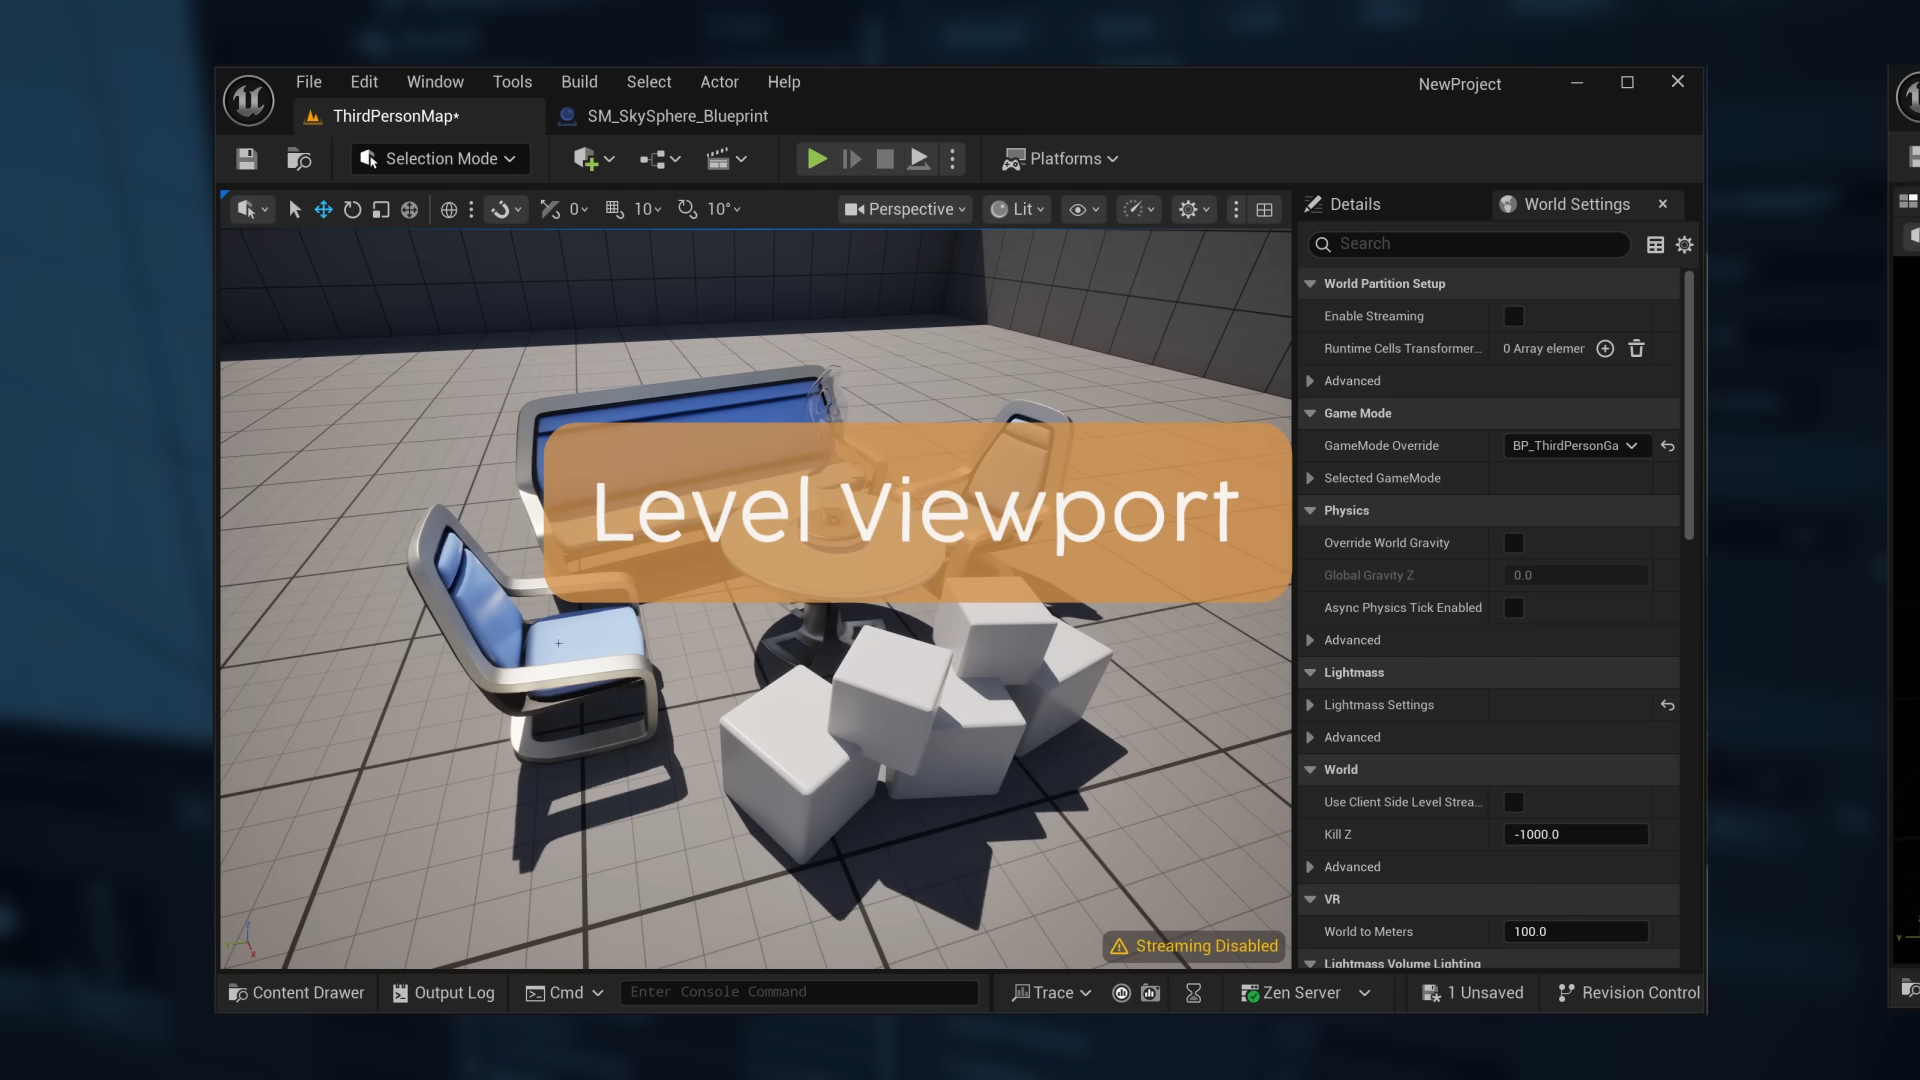 File Edit Window Tools Build Select Actor Help
NewProject
ThirdPersonMap*
SM_SkySphere_Blueprint
Selection Mode
Platforms
0
10
10°
Perspective
Lit
Details
World Settings
Search
World Partition Setup
Enable Streaming
Runtime Cells Transformer... 0 Array elemer
Advanced
Game Mode
GameMode Override BP_ThirdPersonGa
Selected GameMode
Physics
Override World Gravity
Global Gravity Z 0.0
Async Physics Tick Enabled
Advanced
Lightmass
Lightmass Settings
Advanced
World
Use Client Side Level Strea...
Kill Z -1000.0
Advanced
VR
World to Meters 100.0
Lightmass Volume Lighting
Level Viewport
Streaming Disabled
Content Drawer
Output Log
Cmd
Enter Console Command
Trace
Zen Server
1 Unsaved
Revision Control